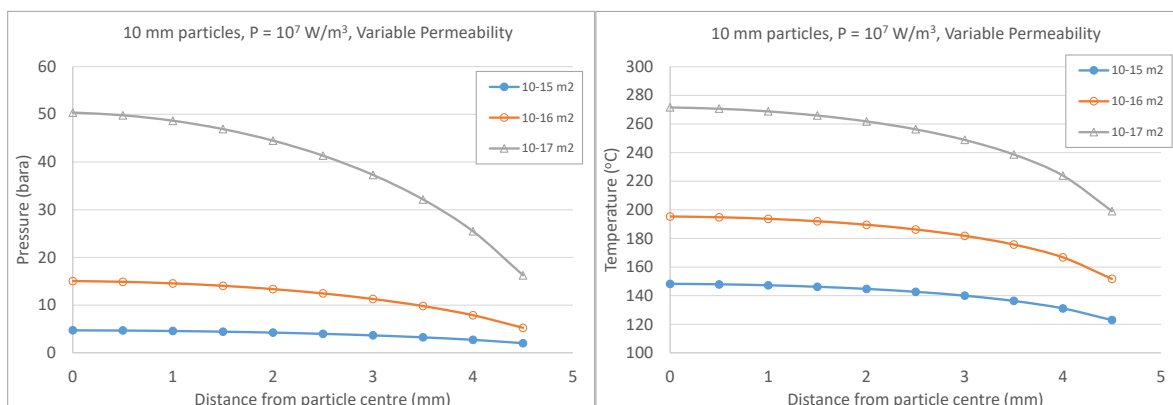 10 mm particles, P = 10⁷ W/m³, Variable Permeability
60
50
40
30
20
10
0
Pressure (bara)
0 1 2 3 4 5
Distance from particle centre (mm)
10-15 m2
10-16 m2
10-17 m2
10 mm particles, P = 10⁷ W/m³, Variable Permeability
300
280
260
240
220
200
180
160
140
120
100
Temperature (°C)
0 1 2 3 4 5
Distance from particle centre (mm)
10-15 m2
10-16 m2
10-17 m2